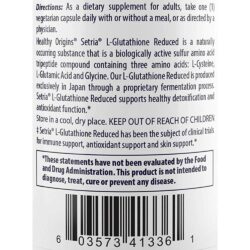 Directions: As a dietary supplement for adults, take one (1)
vegetarian capsule daily with or without a meal, or as directed by a
physician.
Healthy Origins® Setria® L-Glutathione Reduced is a naturally
occurring substance that is a biologically active sulfur amino acid
tripeptide compound containing three amino acids: L-Cysteine,
L-Glutamic Acid and Glycine. Our L-Glutathione Reduced is produced
exclusively in Japan through a proprietary fermentation process.
Setria® L-Glutathione Reduced supports healthy detoxification and
antioxidant function.*
Store in a cool, dry place. KEEP OUT OF REACH OF CHILDREN
‡ Setria® L-Glutathione Reduced has been the subject of clinical trials
for immune support, antioxidant support and skin support.*
*These statements have not been evaluated by the Food
and Drug Administration. This product is not intended to
diagnose, treat, cure or prevent any disease.
6 03573 41336 1